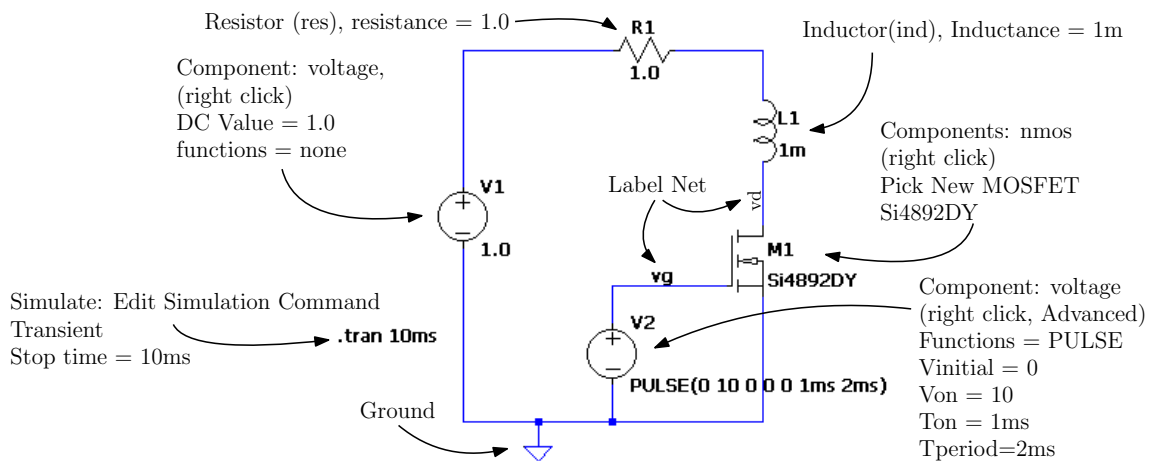 Resistor (res), resistance = 1.0
R1
1.0
Inductor(ind), Inductance = 1m
Component: voltage,
(right click)
DC Value = 1.0
functions = none
L1
1m
Components: nmos
(right click)
Pick New MOSFET
Si4892DY
V1
1.0
Label Net
vd
vg
M1
Si4892DY
Simulate: Edit Simulation Command
Transient
Stop time = 10ms
.tran 10ms
V2
PULSE(0 10 0 0 0 1ms 2ms)
Component: voltage
(right click, Advanced)
Functions = PULSE
Vinitial = 0
Von = 10
Ton = 1ms
Tperiod=2ms
Ground